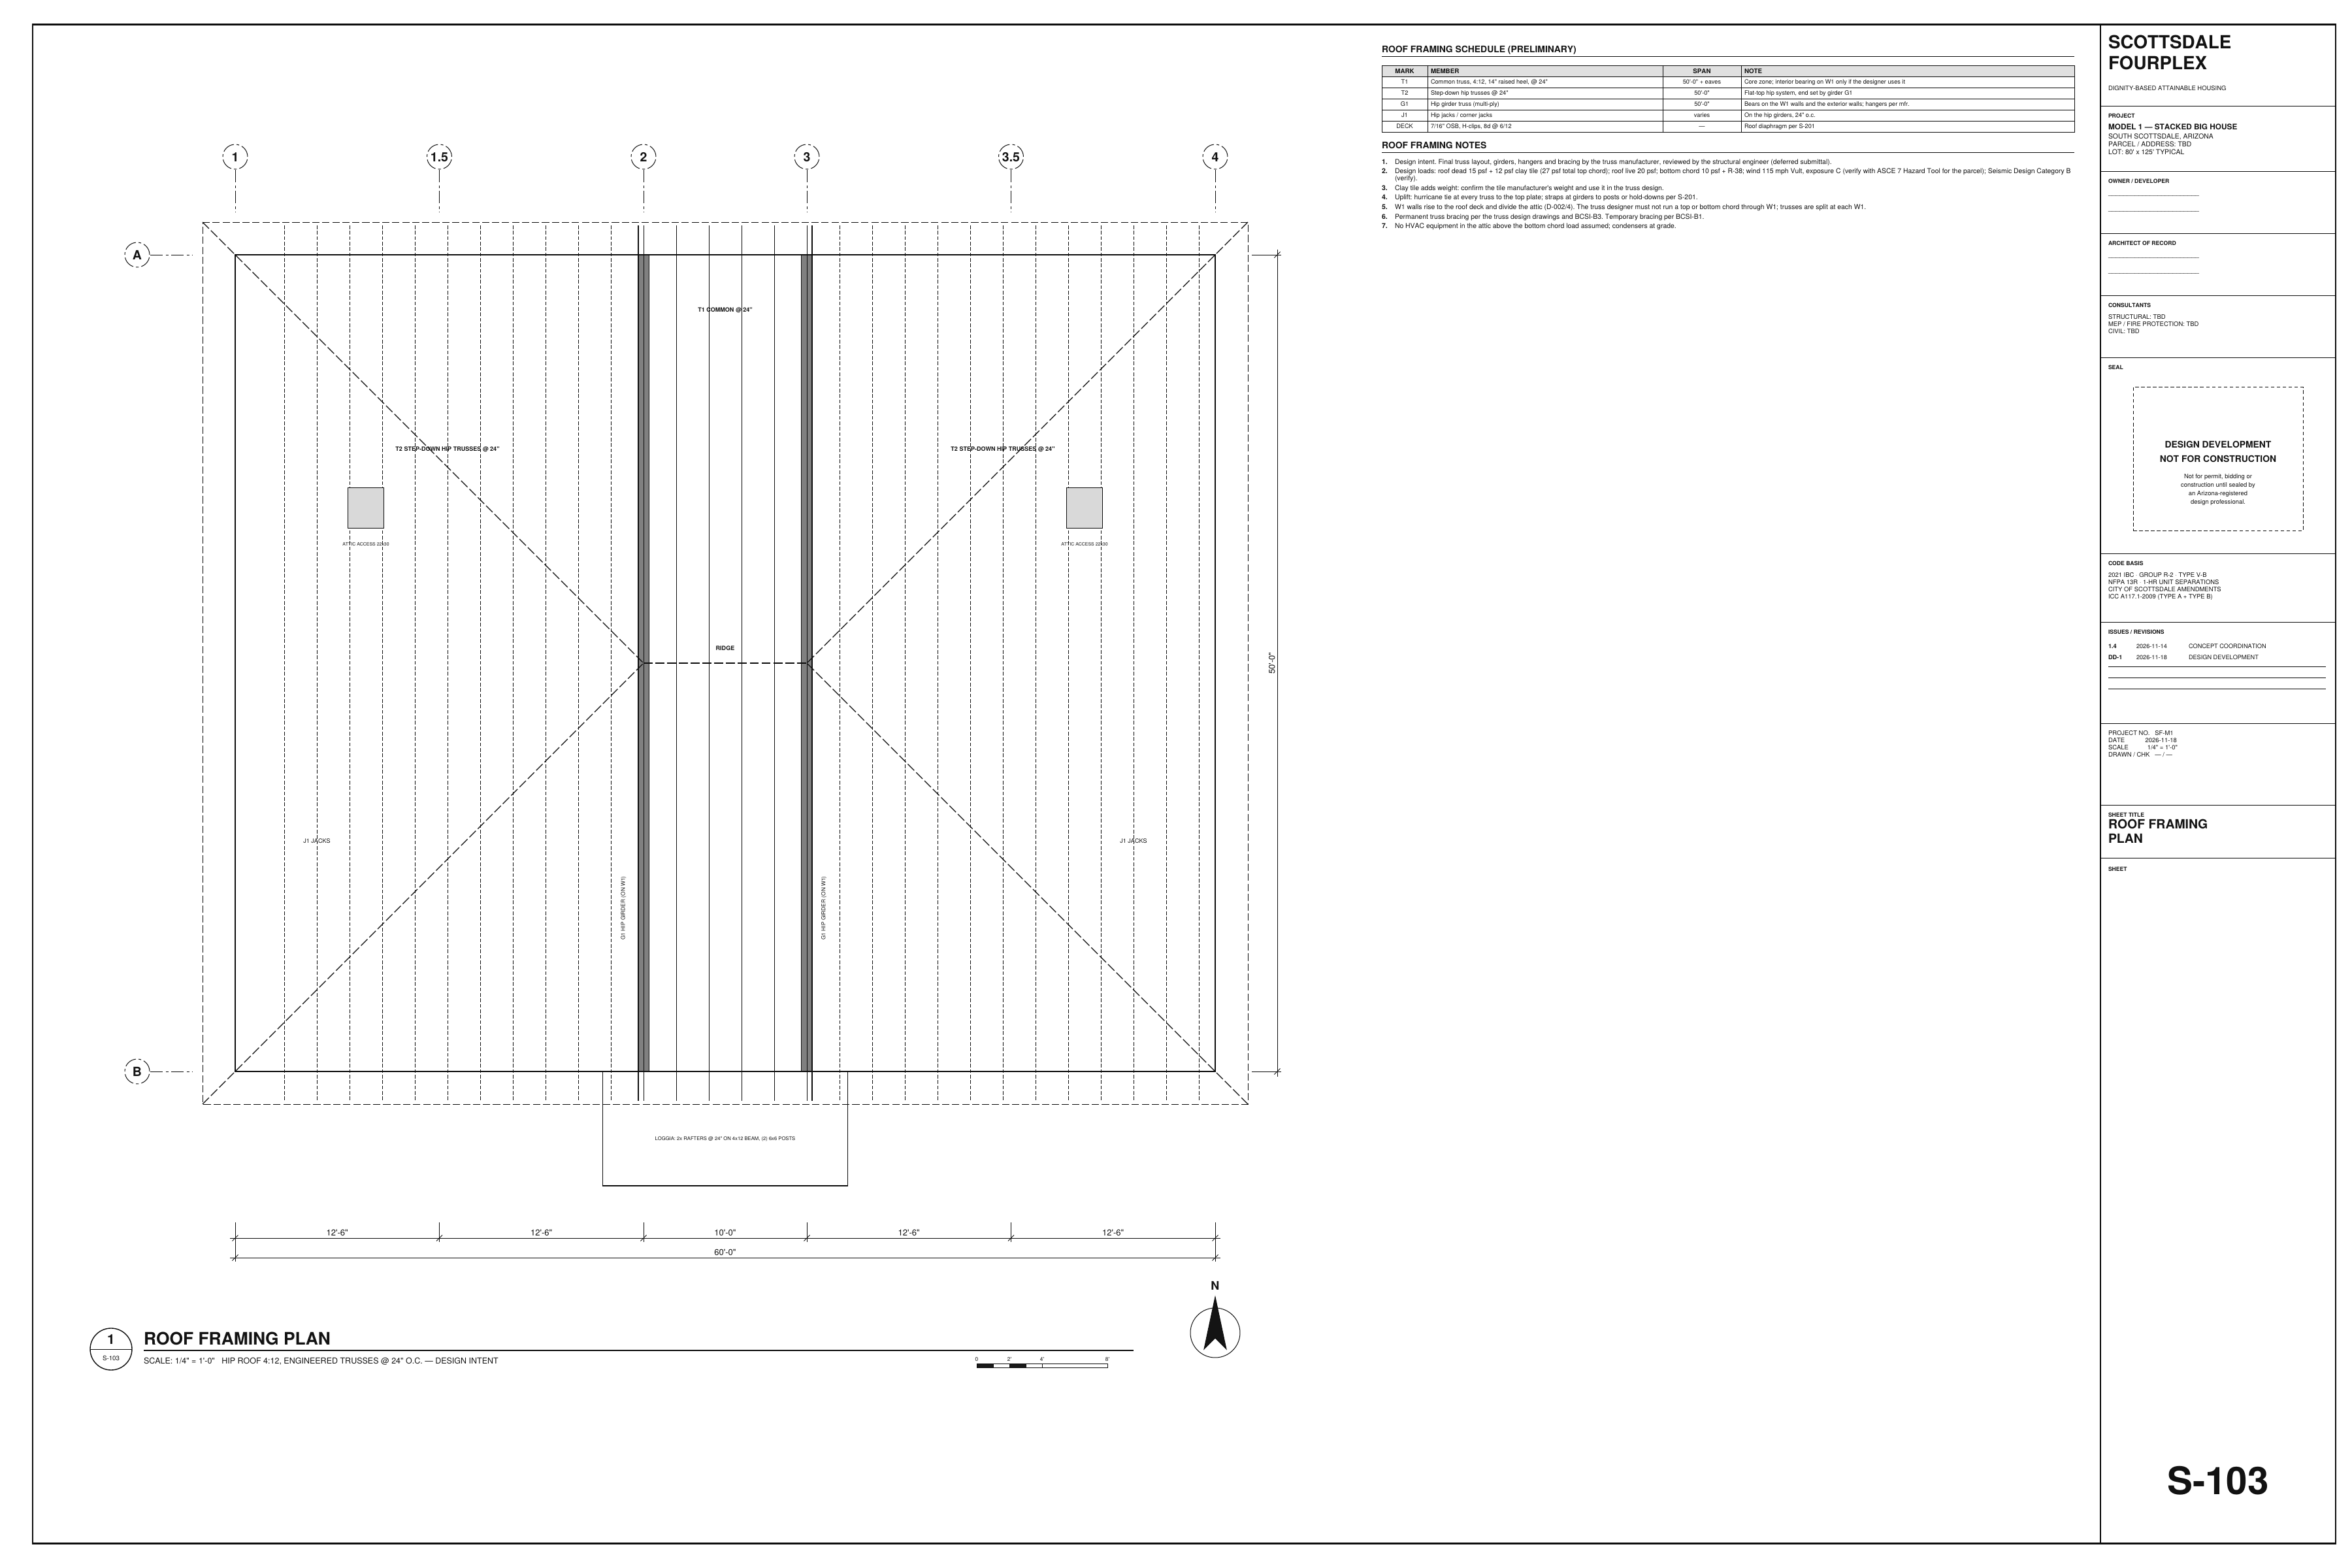 1
1.5
2
3
3.5
4
A
B
T1 COMMON @ 24"
T2 STEP-DOWN HIP TRUSSES @ 24"
T2 STEP-DOWN HIP TRUSSES @ 24"
ATTIC ACCESS 22x30
ATTIC ACCESS 22x30
RIDGE
50'-0"
J1 JACKS
J1 JACKS
G1 HIP GIRDER (ON W1)
G1 HIP GIRDER (ON W1)
LOGGIA: 2x RAFTERS @ 24" ON 4x12 BEAM, (2) 6x6 POSTS
12'-6"
12'-6"
10'-0"
12'-6"
12'-6"
60'-0"
N
1
S-103
ROOF FRAMING PLAN
SCALE: 1/4" = 1'-0" HIP ROOF 4:12, ENGINEERED TRUSSES @ 24" O.C. — DESIGN INTENT
0 2' 4' 8'
ROOF FRAMING SCHEDULE (PRELIMINARY)
MARK MEMBER SPAN NOTE
T1 Common truss, 4:12, 14" raised heel, @ 24" 50'-0" + eaves Core zone; interior bearing on W1 only if the designer uses it
T2 Step-down hip trusses @ 24" 50'-0" Flat-top hip system, end set by girder G1
G1 Hip girder truss (multi-ply) 50'-0" Bears on the W1 walls and the exterior walls; hangers per mfr.
J1 Hip jacks / corner jacks varies On the hip girders, 24" o.c.
DECK 7/16" OSB, H-clips, 8d @ 6/12 — Roof diaphragm per S-201
ROOF FRAMING NOTES
1. Design intent. Final truss layout, girders, hangers and bracing by the truss manufacturer, reviewed by the structural engineer (deferred submittal).
2. Design loads: roof dead 15 psf + 12 psf clay tile (27 psf total top chord); roof live 20 psf; bottom chord 10 psf + R-38; wind 115 mph Vult, exposure C (verify with ASCE 7 Hazard Tool for the parcel); Seismic Design Category B
(verify).
3. Clay tile adds weight: confirm the tile manufacturer's weight and use it in the truss design.
4. Uplift: hurricane tie at every truss to the top plate; straps at girders to posts or hold-downs per S-201.
5. W1 walls rise to the roof deck and divide the attic (D-002/4). The truss designer must not run a top or bottom chord through W1; trusses are split at each W1.
6. Permanent truss bracing per the truss design drawings and BCSI-B3. Temporary bracing per BCSI-B1.
7. No HVAC equipment in the attic above the bottom chord load assumed; condensers at grade.
SCOTTSDALE
FOURPLEX
DIGNITY-BASED ATTAINABLE HOUSING
PROJECT
MODEL 1 — STACKED BIG HOUSE
SOUTH SCOTTSDALE, ARIZONA
PARCEL / ADDRESS: TBD
LOT: 80' x 125' TYPICAL
OWNER / DEVELOPER
ARCHITECT OF RECORD
CONSULTANTS
STRUCTURAL: TBD
MEP / FIRE PROTECTION: TBD
CIVIL: TBD
SEAL
DESIGN DEVELOPMENT
NOT FOR CONSTRUCTION
Not for permit, bidding or
construction until sealed by
an Arizona-registered
design professional.
CODE BASIS
2021 IBC · GROUP R-2 · TYPE V-B
NFPA 13R · 1-HR UNIT SEPARATIONS
CITY OF SCOTTSDALE AMENDMENTS
ICC A117.1-2009 (TYPE A + TYPE B)
ISSUES / REVISIONS
1.4 2026-11-14 CONCEPT COORDINATION
DD-1 2026-11-18 DESIGN DEVELOPMENT
PROJECT NO. SF-M1
DATE 2026-11-18
SCALE 1/4" = 1'-0"
DRAWN / CHK — / —
SHEET TITLE
ROOF FRAMING
PLAN
SHEET
S-103